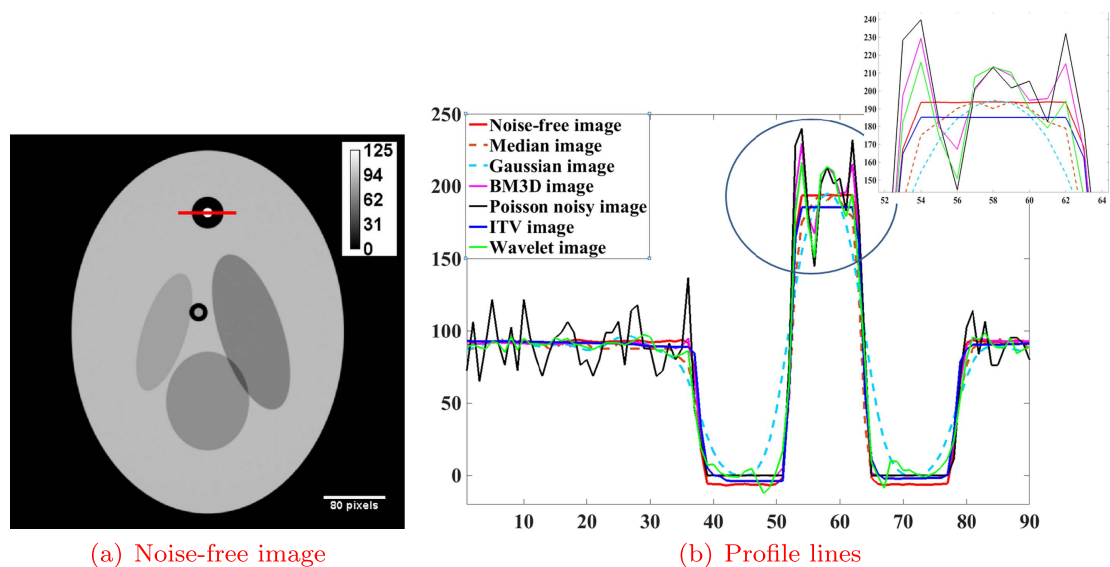 125
94
62
31
0
80 pixels
(a) Noise-free image
250
200
150
100
50
0
10 20 30 40 50 60 70 80 90
Noise-free image
Median image
Gaussian image
BM3D image
Poisson noisy image
ITV image
Wavelet image
240
230
220
210
200
190
180
170
160
150
52 54 56 58 60 62 64
(b) Profile lines